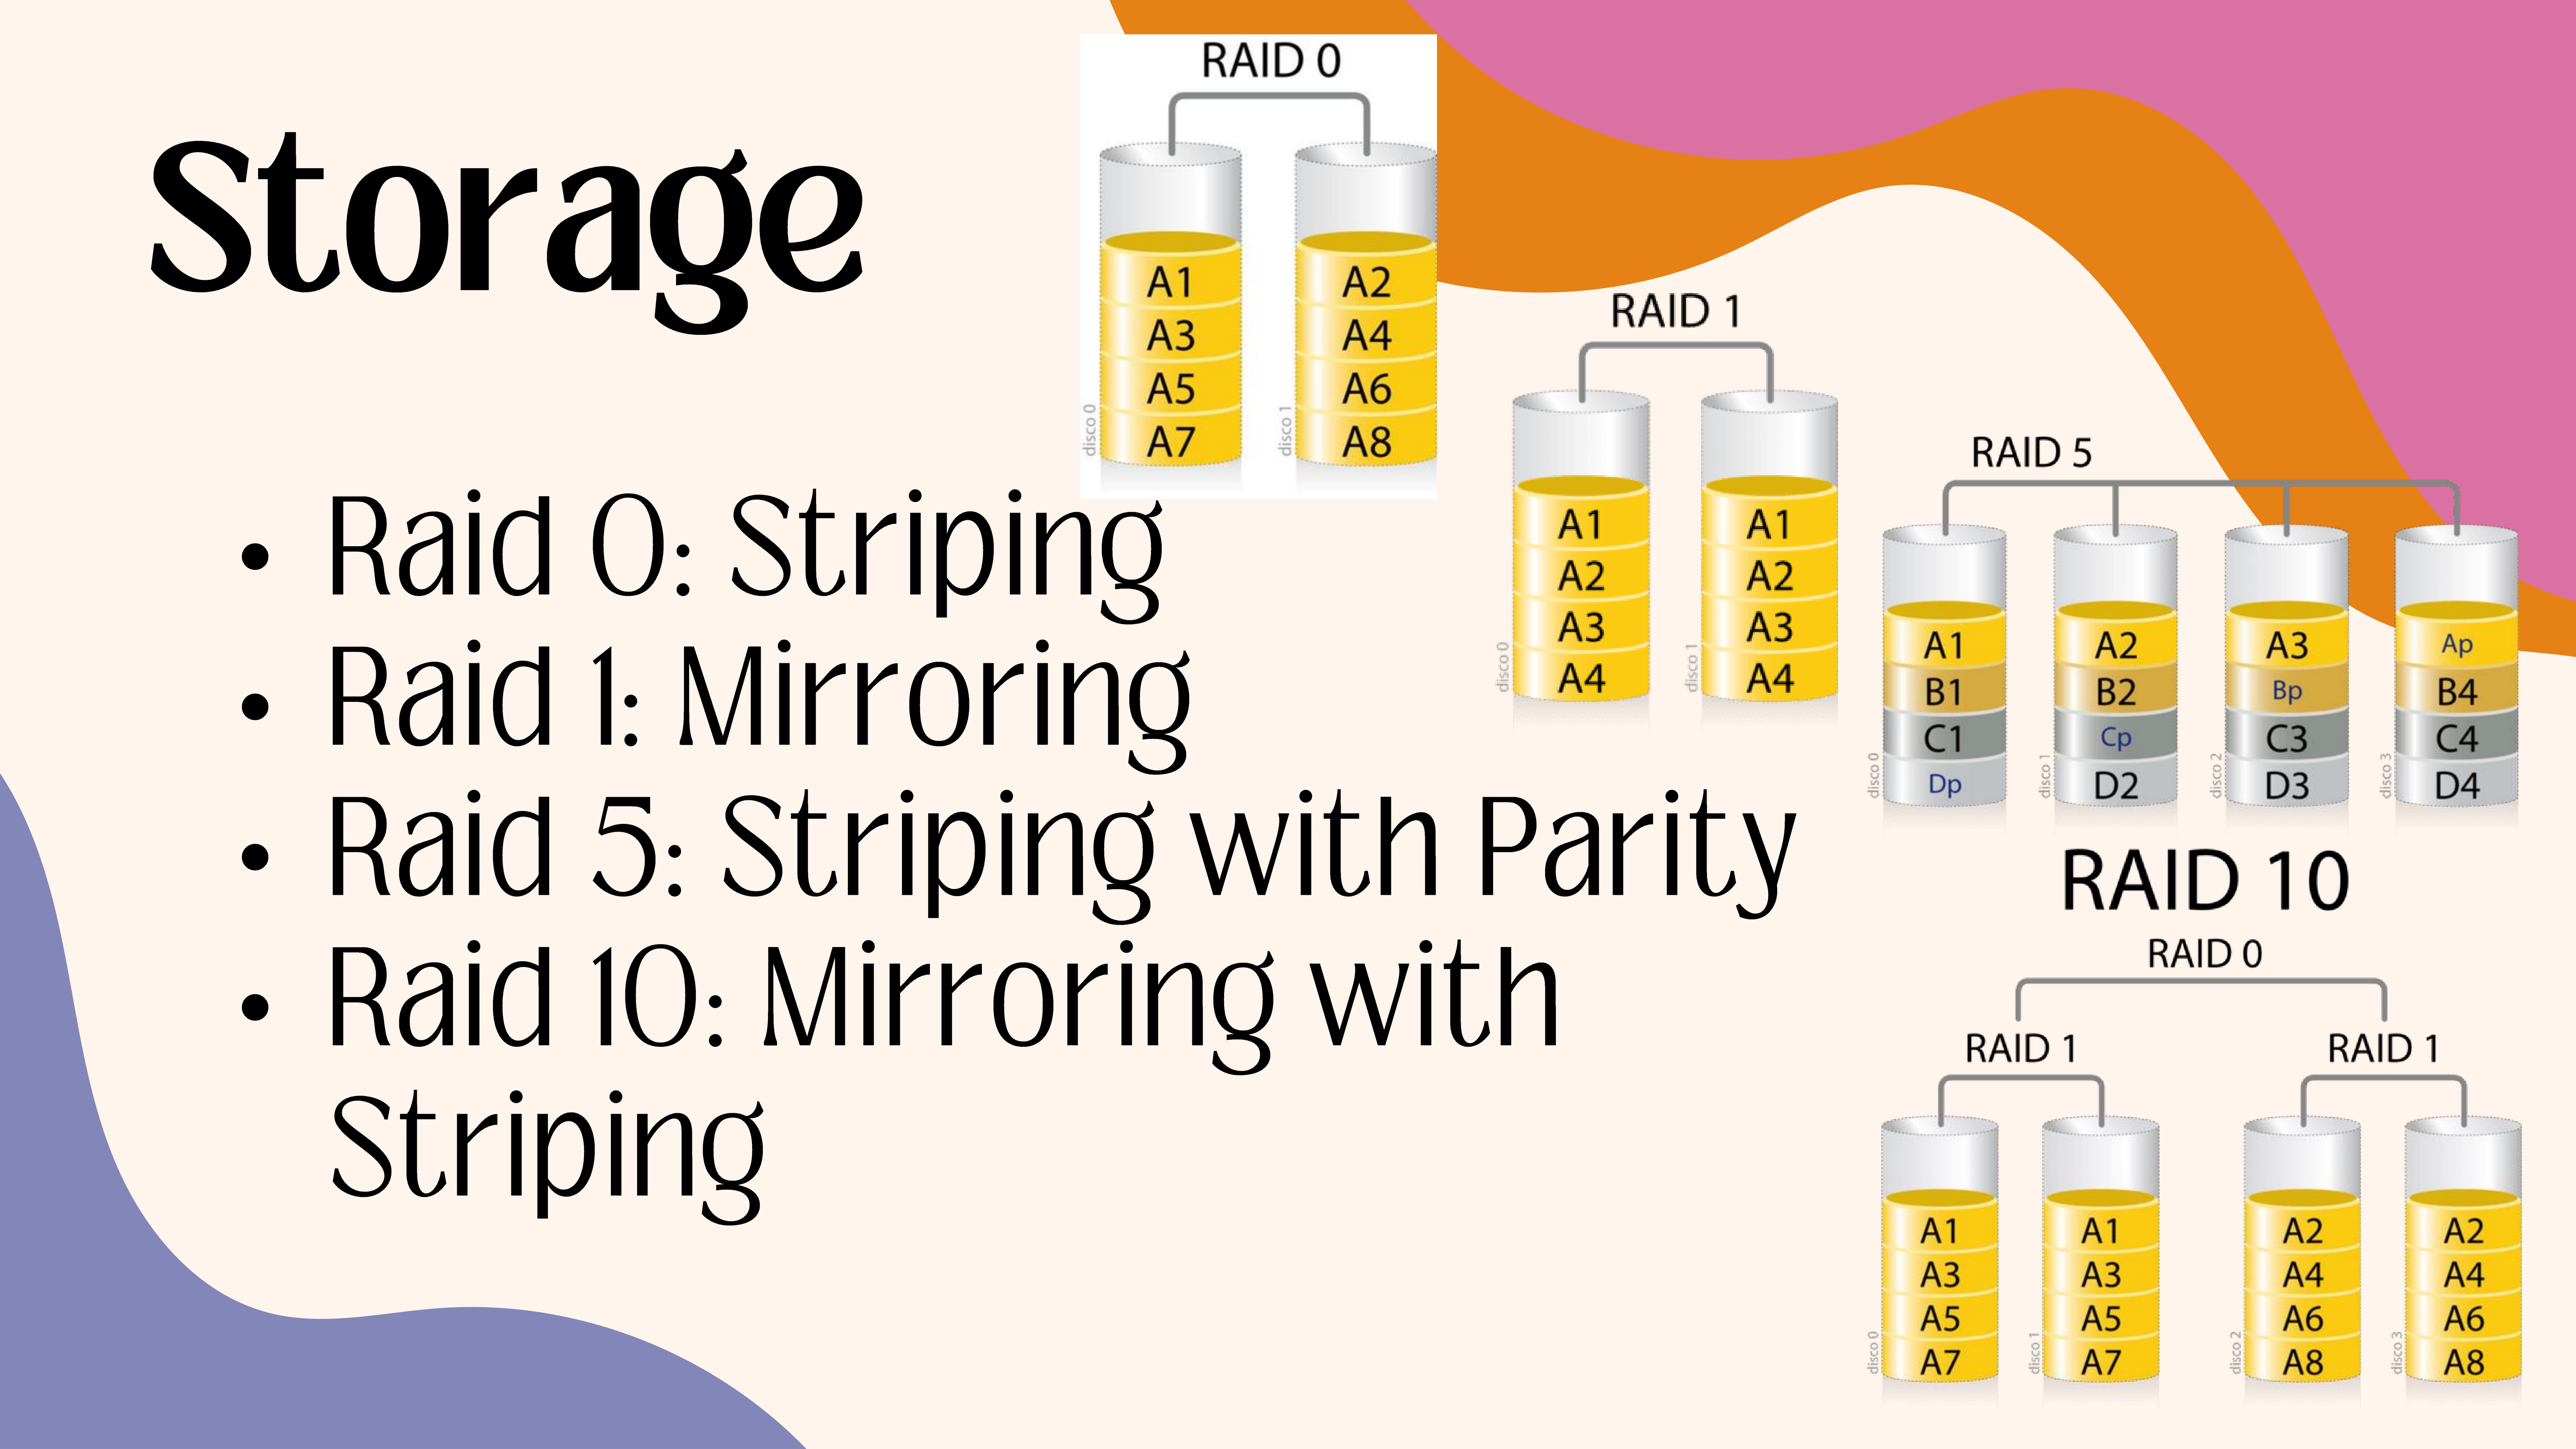 Storage
• Raid 0: Striping
• Raid 1: Mirroring
• Raid 5: Striping with Parity
• Raid 10: Mirroring with
Striping
RAID 0
A1 A2
A3 A4
A5 A6
A7 A8
disco 0 disco 1
RAID 1
A1 A1
A2 A2
A3 A3
A4 A4
disco 0 disco 1
RAID 5
A1 A2 A3 Ap
B1 B2 Bp B4
C1 Cp C3 C4
Dp D2 D3 D4
disco 0 disco 1 disco 2 disco 3
RAID 10
RAID 0
RAID 1 RAID 1
A1 A1 A2 A2
A3 A3 A4 A4
A5 A5 A6 A6
A7 A7 A8 A8
disco 0 disco 1 disco 2 disco 3